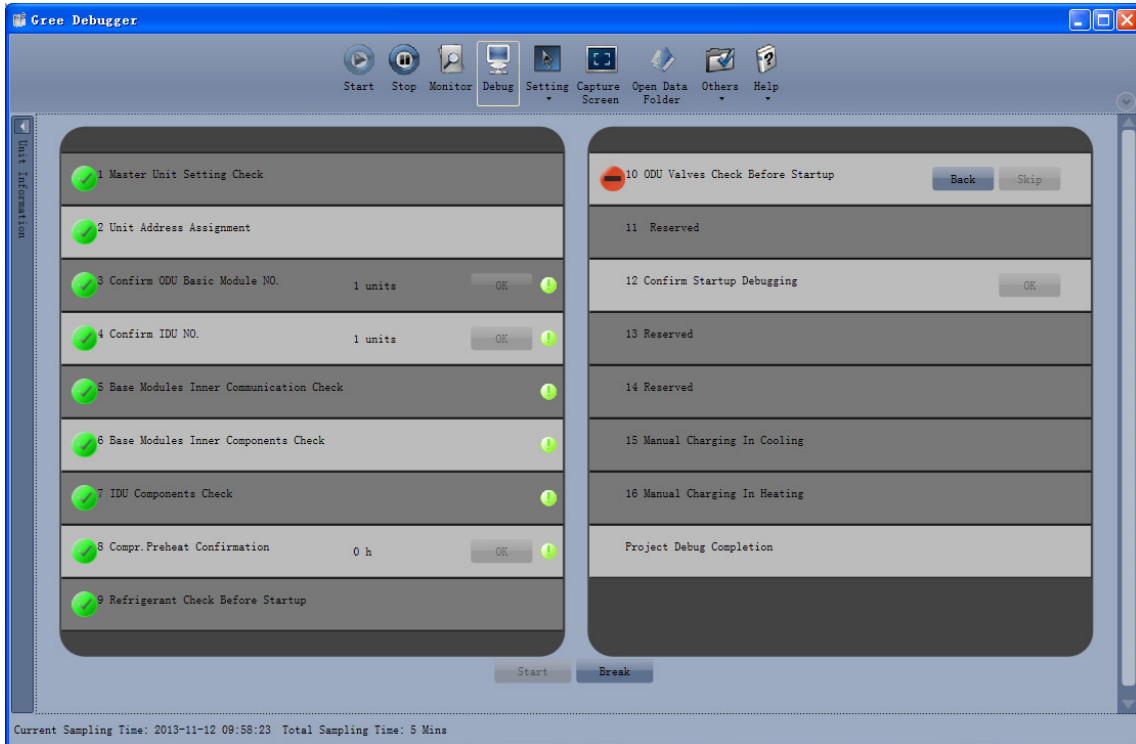 Gree Debugger
Start Stop Monitor Debug Setting Capture Screen Open Data Folder Others Help
Unit Information
1 Master Unit Setting Check
2 Unit Address Assignment
3 Confirm ODU Basic Module NO. 1 units OK
4 Confirm IDU NO. 1 units OK
5 Base Modules Inner Communication Check
6 Base Modules Inner Components Check
7 IDU Components Check
8 Compr.Preheat Confirmation 0 h OK
9 Refrigerant Check Before Startup
10 ODU Valves Check Before Startup Back Skip
11 Reserved
12 Confirm Startup Debugging OK
13 Reserved
14 Reserved
15 Manual Charging In Cooling
16 Manual Charging In Heating
Project Debug Completion
Start Break
Current Sampling Time: 2013-11-12 09:58:23 Total Sampling Time: 5 Mins